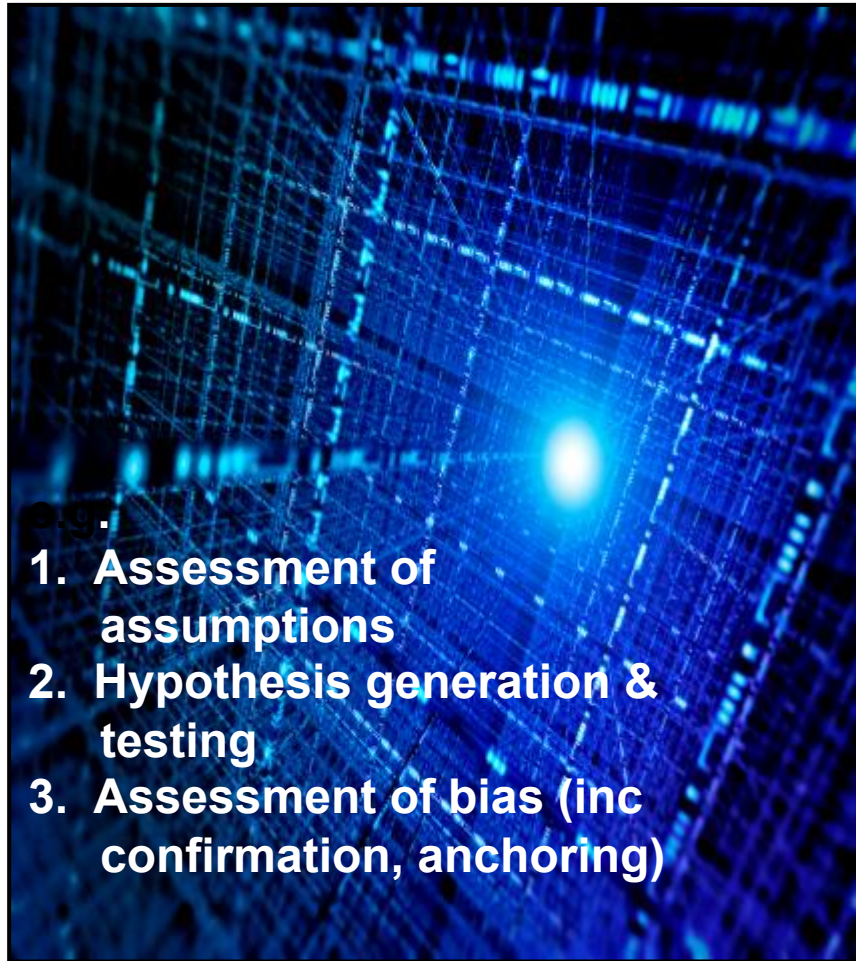 e.g.
1. Assessment of
assumptions
2. Hypothesis generation &
testing
3. Assessment of bias (inc
confirmation, anchoring)